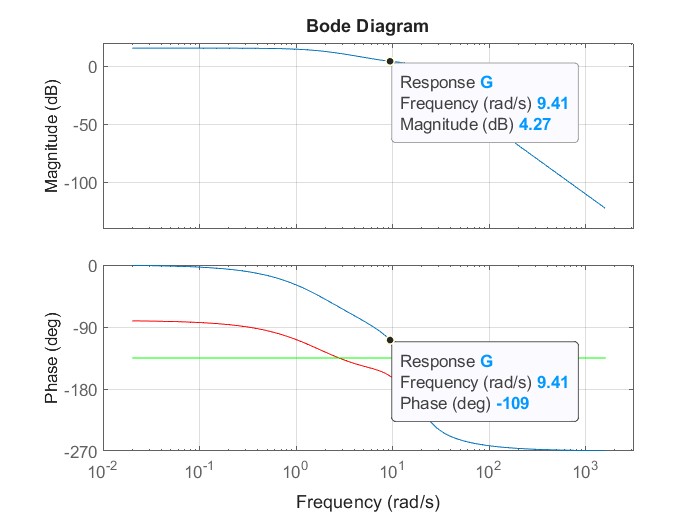 Bode Diagram
Magnitude (dB)
0
-50
-100
Response G
Frequency (rad/s) 9.41
Magnitude (dB) 4.27
Phase (deg)
0
-90
-180
-270
Response G
Frequency (rad/s) 9.41
Phase (deg) -109
10-2 10-1 100 101 102 103
Frequency (rad/s)